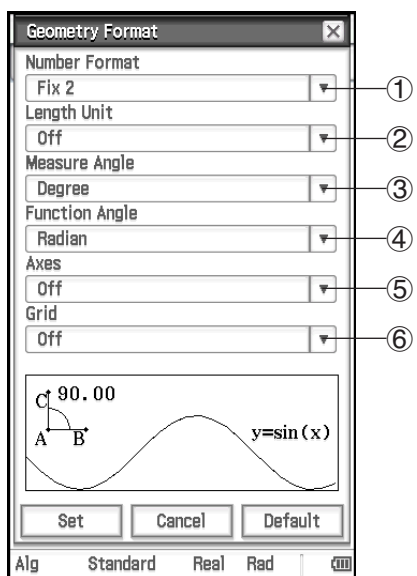 Geometry Format
Number Format
Fix 2 ①
Length Unit
Off ②
Measure Angle
Degree ③
Function Angle
Radian ④
Axes
Off ⑤
Grid
Off ⑥
C 90.00
A B y=sin(x)
Set Cancel Default
Alg Standard Real Rad